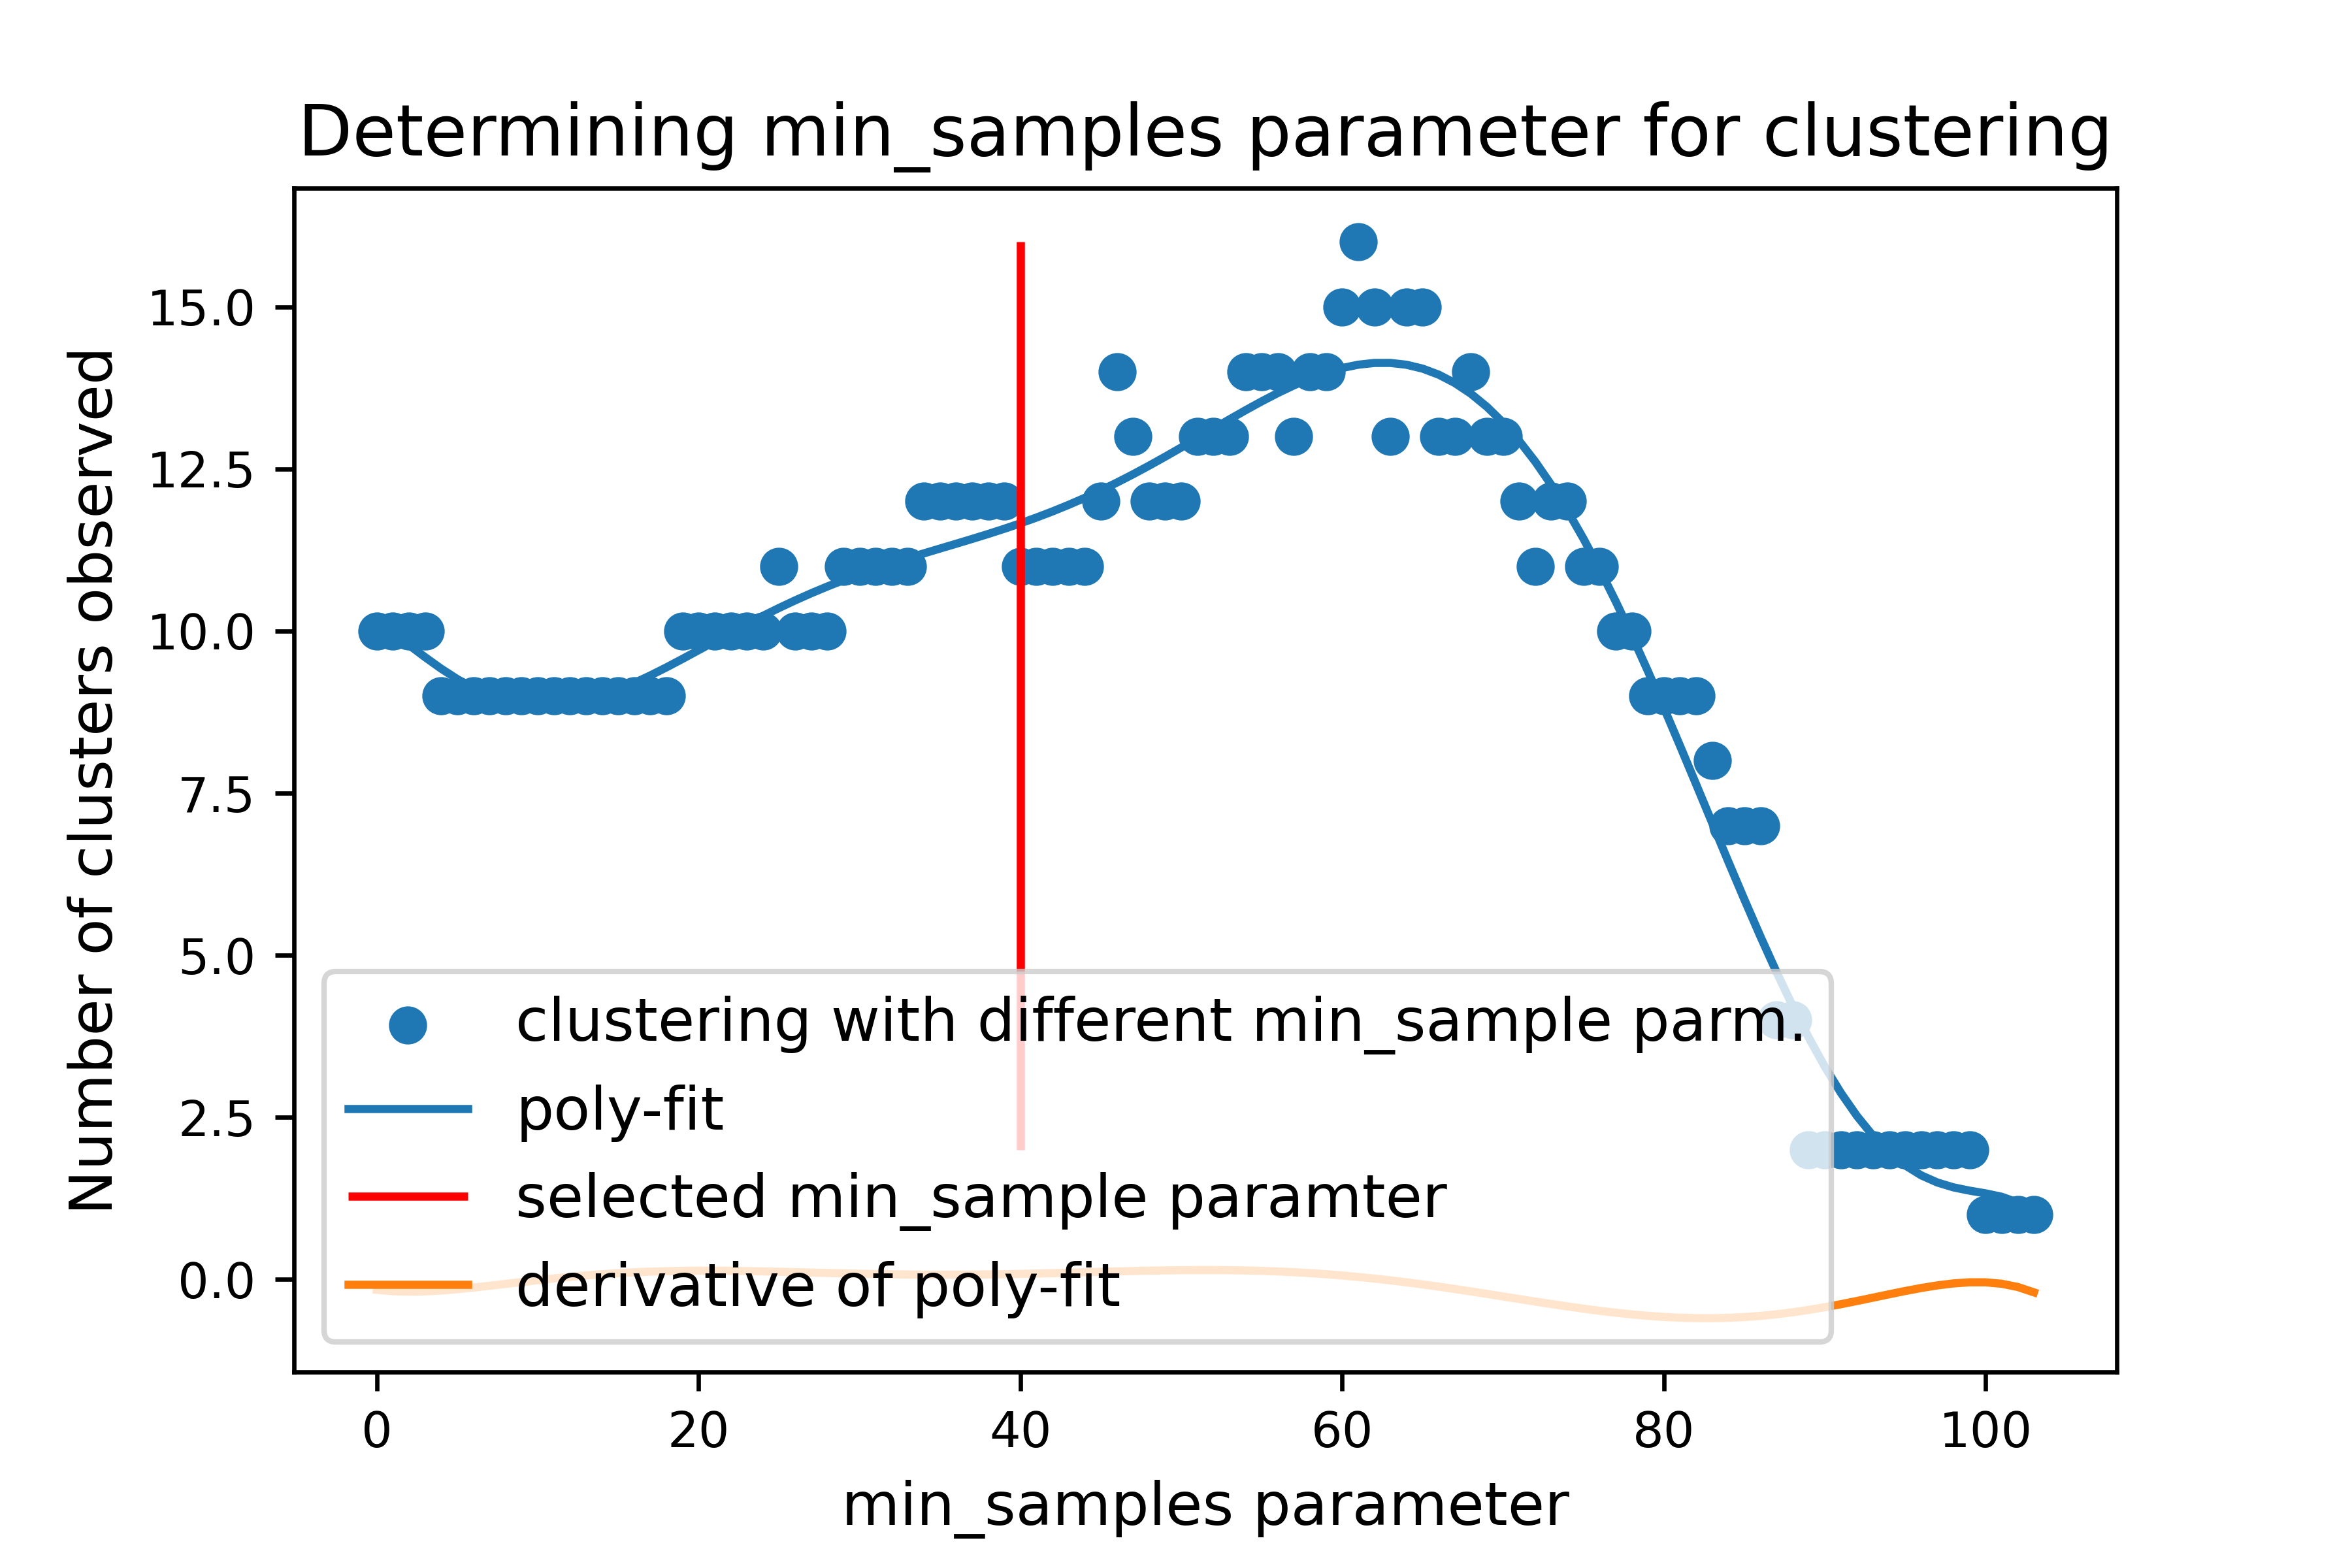 Determining min_samples parameter for clustering
Number of clusters observed
15.0
12.5
10.0
7.5
5.0
2.5
0.0
clustering with different min_sample parm.
poly-fit
selected min_sample paramter
derivative of poly-fit
0 20 40 60 80 100
min_samples parameter